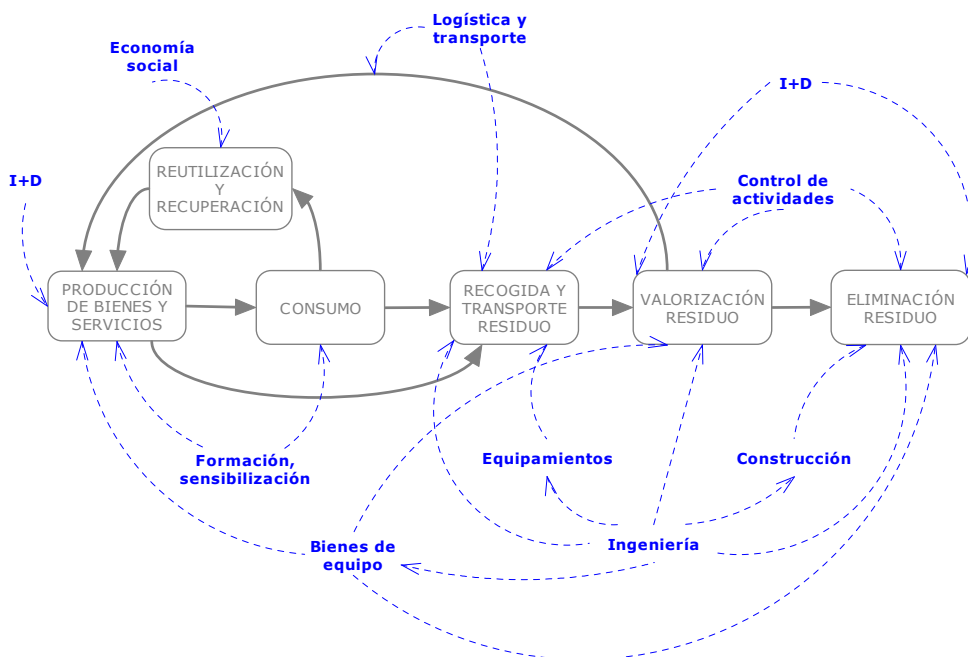 Logística y
transporte
Economía
social
I+D
I+D
REUTILIZACIÓN
Y
RECUPERACIÓN
Control de
actividades
PRODUCCIÓN
DE BIENES Y
SERVICIOS
CONSUMO
RECOGIDA Y
TRANSPORTE
RESIDUO
VALORIZACIÓN
RESIDUO
ELIMINACIÓN
RESIDUO
Formación,
sensibilización
Equipamientos
Construcción
Bienes de
equipo
Ingeniería